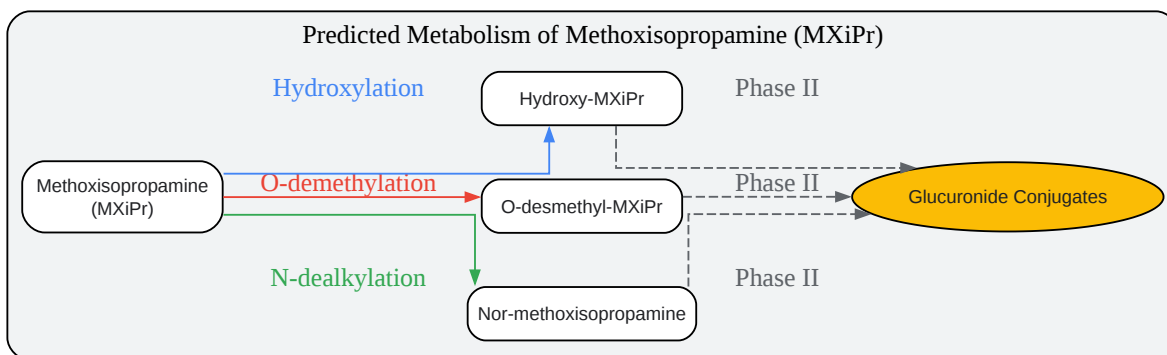 Predicted Metabolism of Methoxisopropamine (MXiPr)
Hydroxylation
Hydroxy-MXiPr
Phase II
Methoxisopropamine
(MXiPr)
O-demethylation
O-desmethyl-MXiPr
Phase II
Glucuronide Conjugates
N-dealkylation
Nor-methoxisopropamine
Phase II